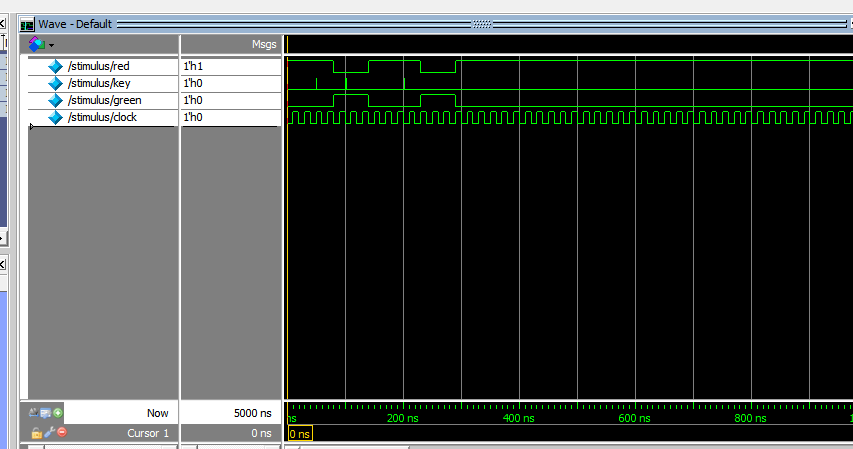 Wave - Default
Msgs
/stimulus/red 1'h1
/stimulus/key 1'h0
/stimulus/green 1'h0
/stimulus/clock 1'h0
Now 5000 ns 200 ns 400 ns 600 ns 800 ns
Cursor 1 0 ns 0 ns